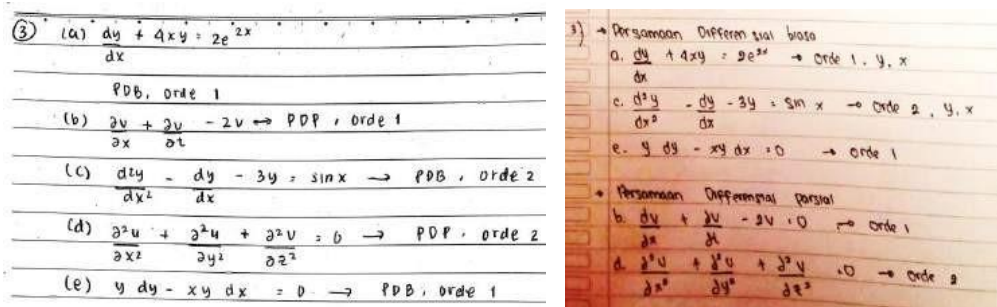 ③ (a) dy/dx + 4xy = 2e^2x
PDB, orde 1
(b) ∂v/∂x + ∂v/∂t - 2v ↔ PDP, orde 1
(c) d²y/dx² - dy/dx - 3y = sin x → PDB, orde 2
(d) ∂²u/∂x² + ∂²u/∂y² + ∂²v/∂z² = 0 → PDP, orde 2
(e) y dy - xy dx = 0 → PDB, orde 1
3) → Persamaan Differensial biasa
a. dy/dx + 4xy = 2e^2x → orde 1, y, x
c. d²y/dx² - dy/dx - 3y = sin x → orde 2, y, x
e. y dy - xy dx = 0 → orde 1
→ Persamaan Differensial parsial
b. ∂v/∂x + ∂v/∂t - 2v = 0 → orde 1
d. ∂²u/∂x² + ∂²u/∂y² + ∂²v/∂z² = 0 → orde 2